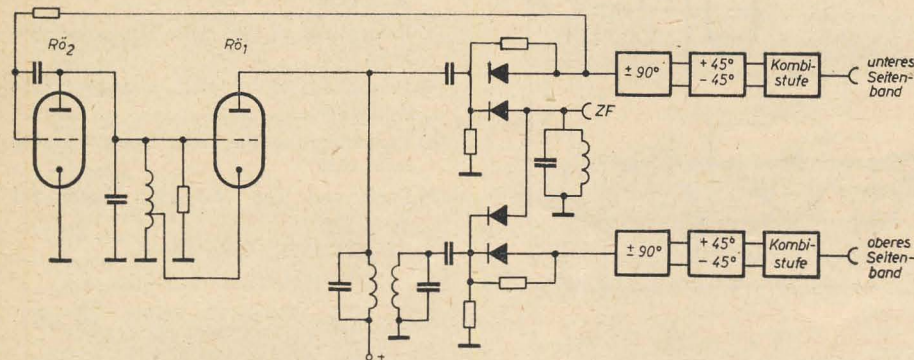 Rö₂
Rö₁
± 90°
+ 45°
- 45°
Kombi-
stufe
unteres
Seiten-
band
ZF
± 90°
+ 45°
- 45°
Kombi-
stufe
oberes
Seiten-
band
+